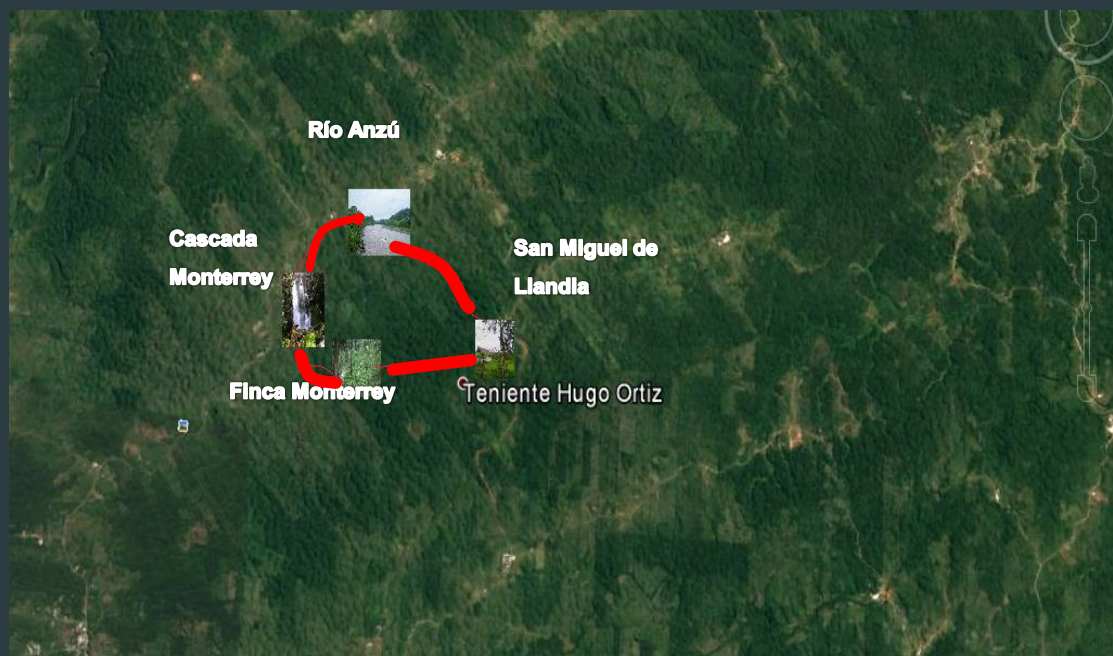 Río Anzú
Cascada
Monterrey
San Miguel de
Llandia
Finca Monterrey
Teniente Hugo Ortiz